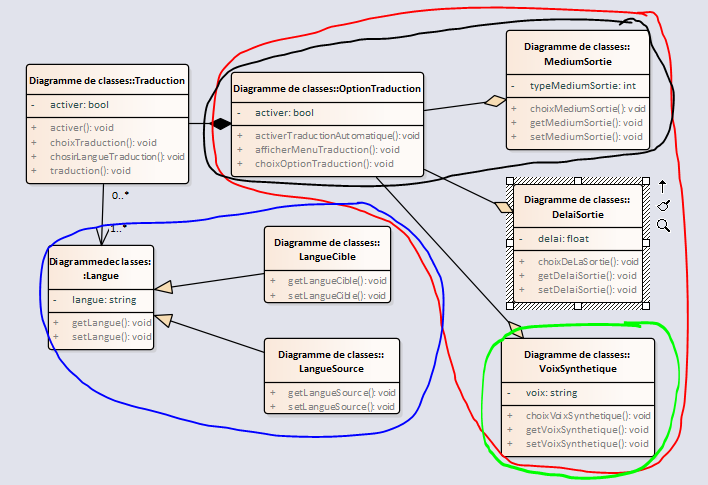 Diagramme de classes::Traduction
- activer: bool
+ activer(): void
+ choixTraduction(): void
+ chosirLangueTraduction(): void
+ traduction(): void
Diagramme de classes::OptionTraduction
- activer: bool
+ activerTraductionAutomatique(): void
+ afficherMenuTraduction(): void
+ choixOptionTraduction(): void
Diagramme de classes::
MediumSortie
- typeMediumSortie: int
+ choixMediumSortie(): void
+ getMediumSortie(): void
+ setMediumSortie(): void
Diagramme de classes::
DelaiSortie
- delai: float
+ choixDeLaSortie(): void
+ getDelaiSortie(): void
+ setDelaiSortie(): void
0..*
1..*
Diagrammedeclasses:
:Langue
- langue: string
+ getLangue(): void
+ setLangue(): void
Diagramme de classes::
LangueCible
+ getLangueCible(): void
+ setLangueCible(): void
Diagramme de classes::
LangueSource
+ getLangueSource(): void
+ setLangueSource(): void
Diagramme de classes::
VoixSynthetique
- voix: string
+ choixVoixSynthetique(): void
+ getVoixSynthetique(): void
+ setVoixSynthetique(): void